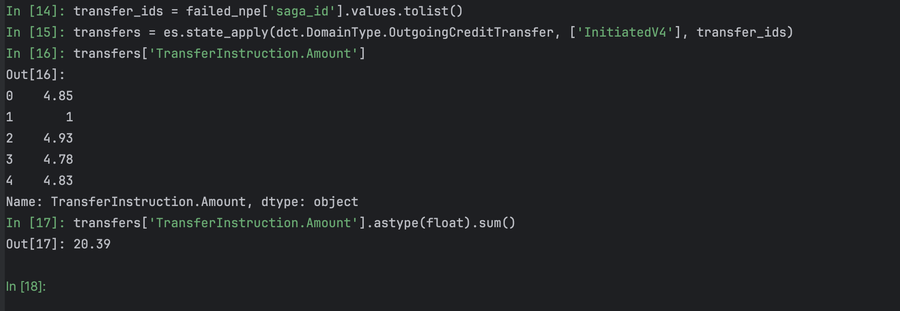 In [14]: transfer_ids = failed_npe['saga_id'].values.tolist()
In [15]: transfers = es.state_apply(dct.DomainType.OutgoingCreditTransfer, ['InitiatedV4'], transfer_ids)
In [16]: transfers['TransferInstruction.Amount']
Out[16]:
0    4.85
1       1
2    4.93
3    4.78
4    4.83
Name: TransferInstruction.Amount, dtype: object
In [17]: transfers['TransferInstruction.Amount'].astype(float).sum()
Out[17]: 20.39
In [18]: